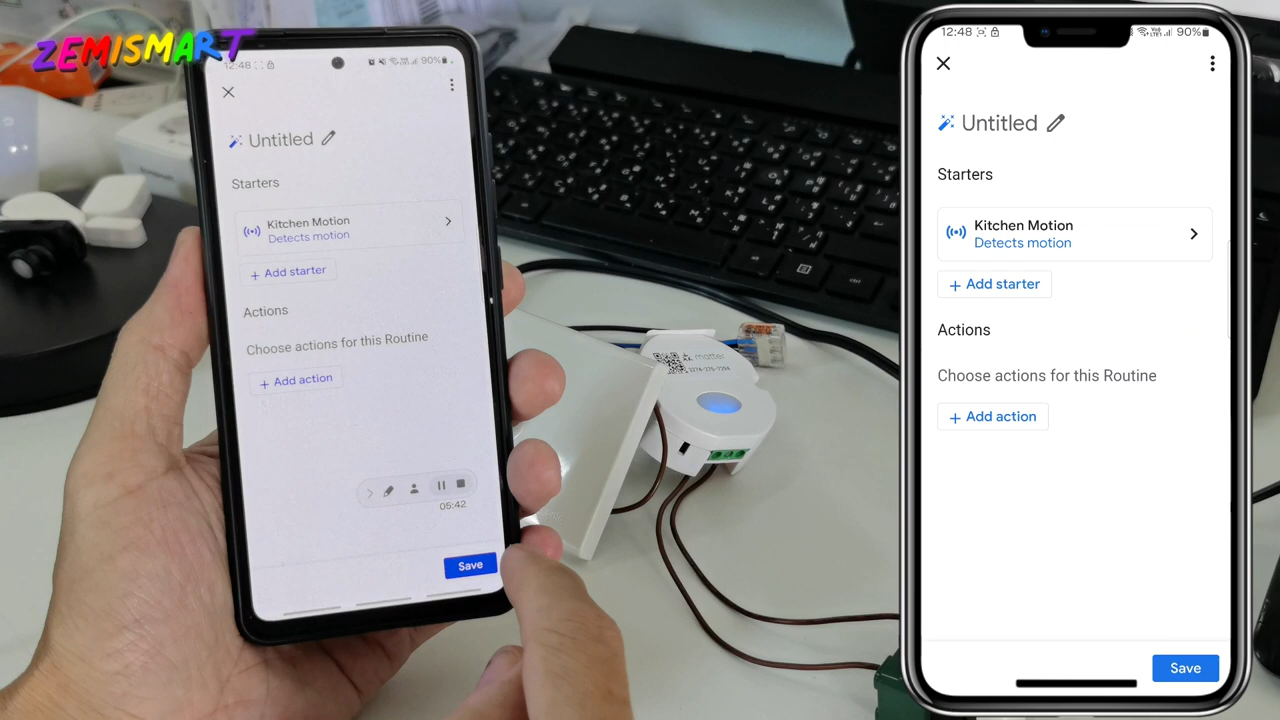 ZEMISMART
12:48
90%
Untitled
Starters
Kitchen Motion
Detects motion
+ Add starter
Actions
Choose actions for this Routine
+ Add action
05:42
Save
matter
12:48
90%
Untitled
Starters
Kitchen Motion
Detects motion
+ Add starter
Actions
Choose actions for this Routine
+ Add action
Save